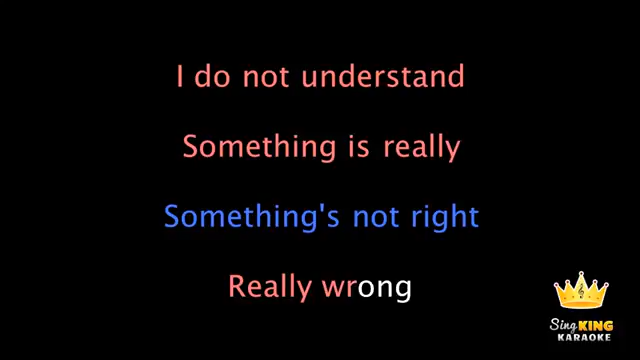 I do not understand
Something is really
Something's not right
Really wrong
Sing KING
KARAOKE